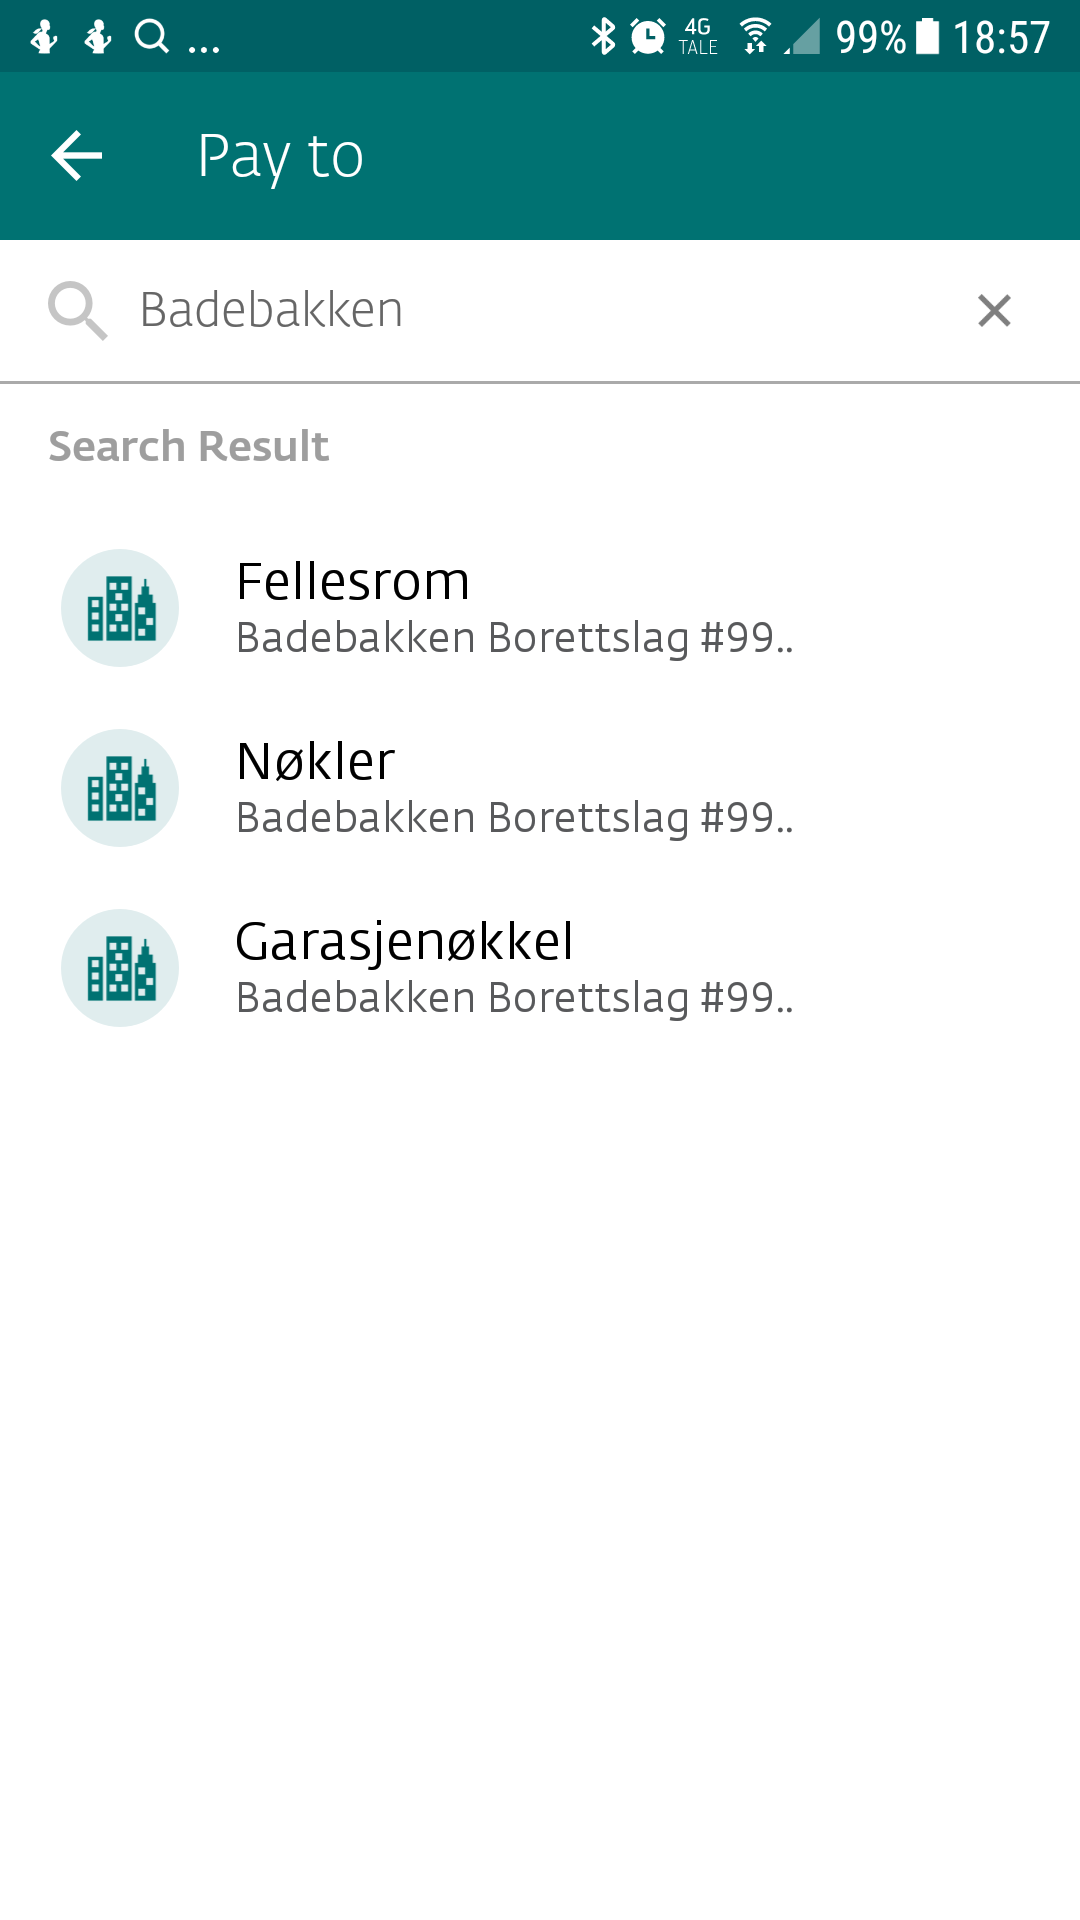 ... 4G TALE 99% 18:57
Pay to
Badebakken
Search Result
Fellesrom
Badebakken Borettslag #99..
Nøkler
Badebakken Borettslag #99..
Garasjenøkkel
Badebakken Borettslag #99..